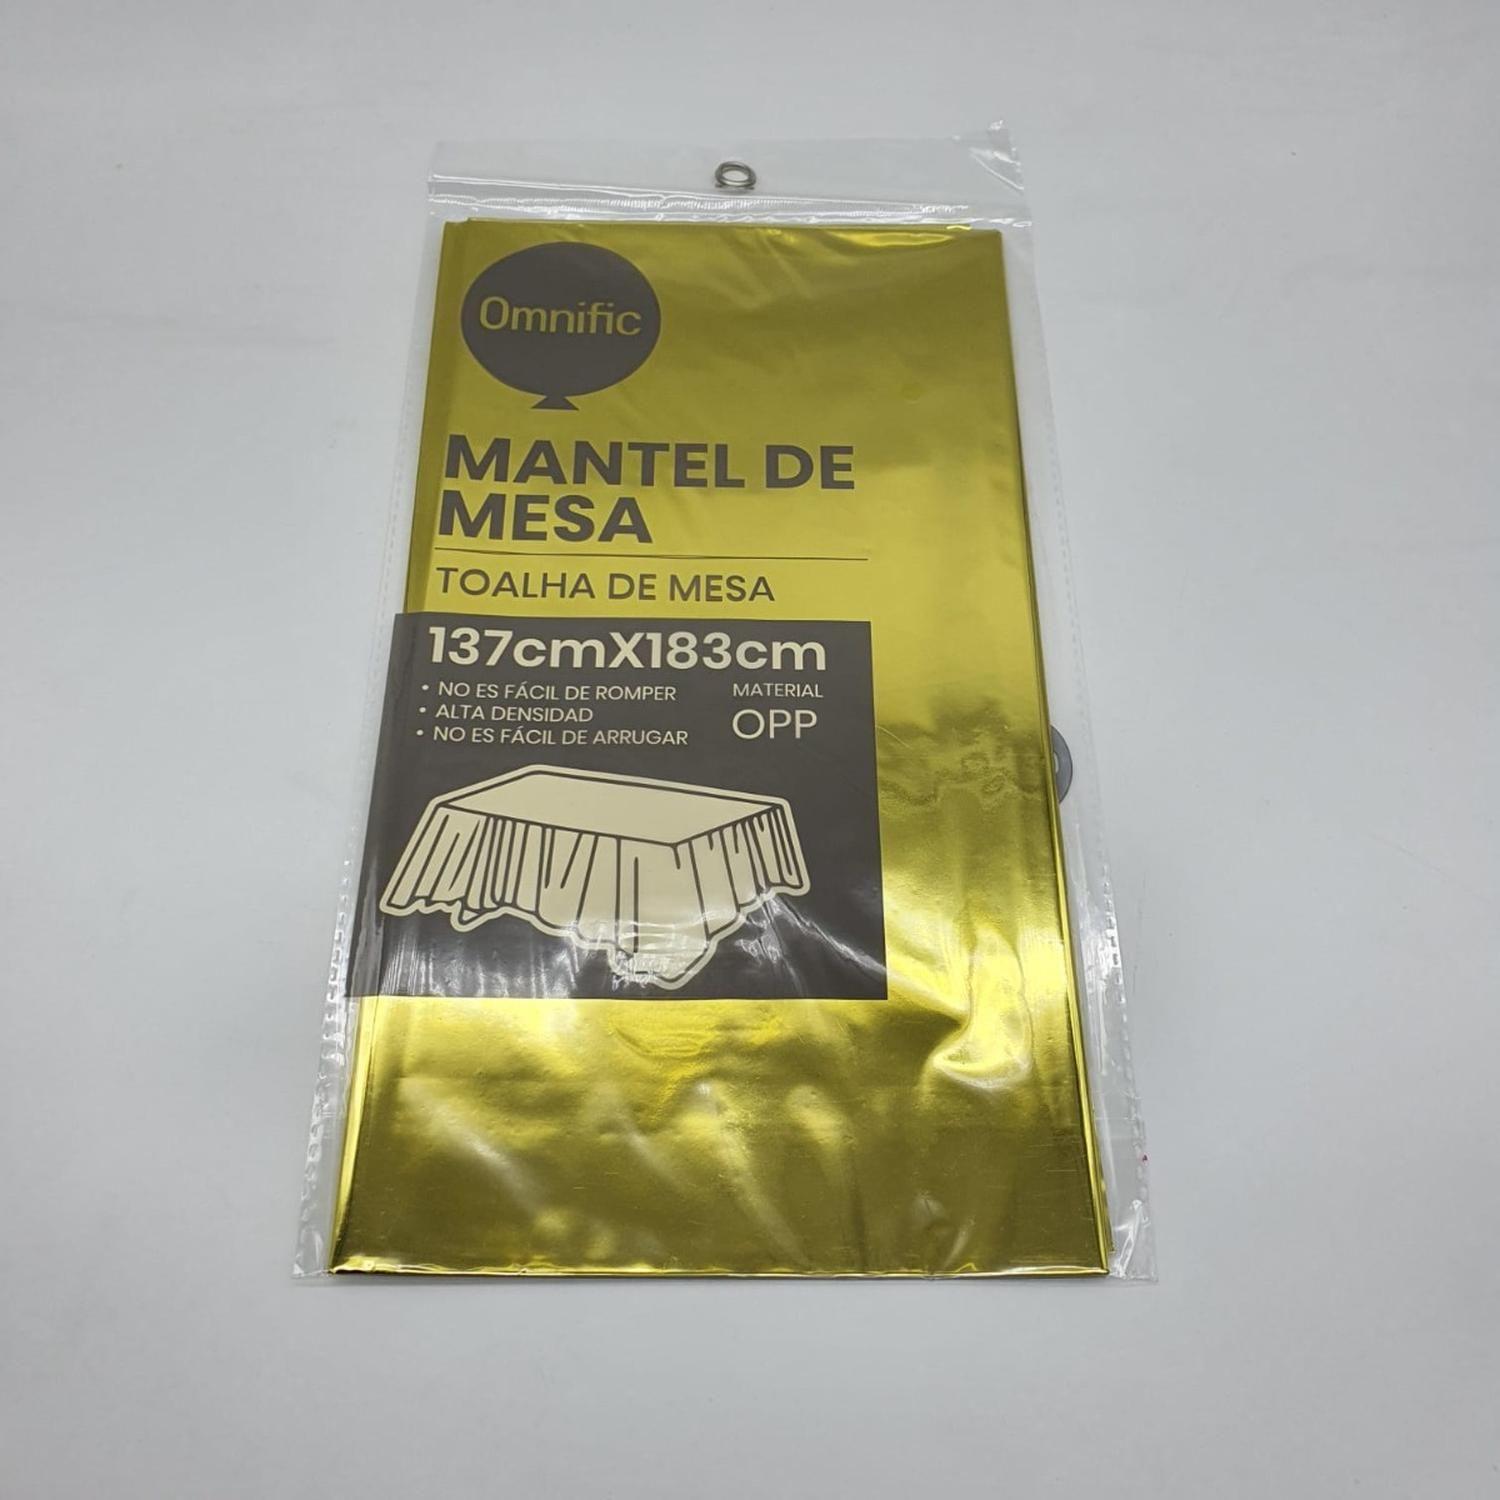 Omnific
MANTEL DE
MESA
TOALHA DE MESA
137cmX183cm
• NO ES FÁCIL DE ROMPER
• ALTA DENSIDAD
• NO ES FÁCIL DE ARRUGAR
MATERIAL
OPP